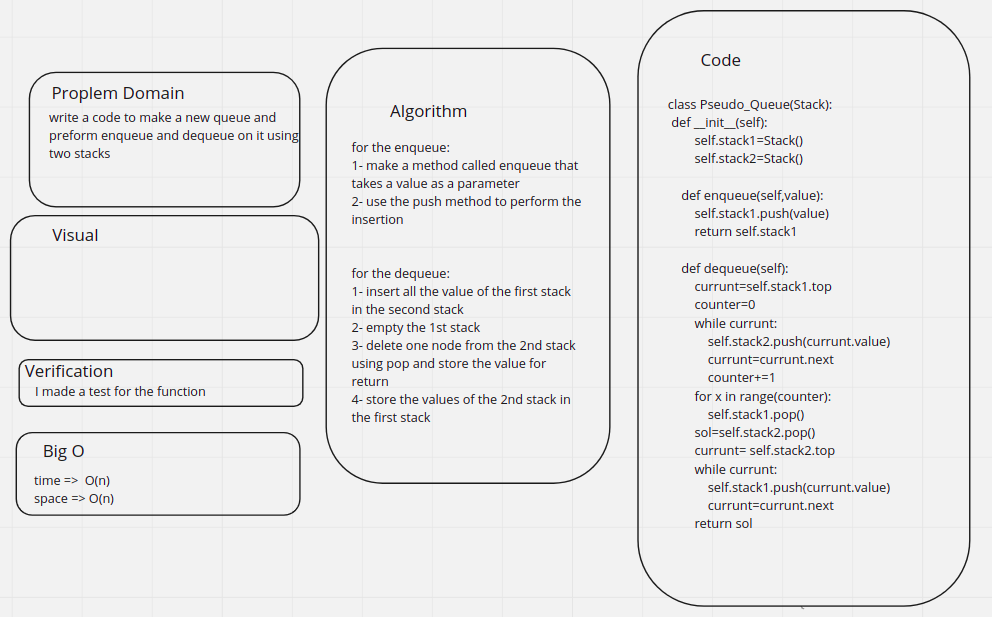 Proplem Domain
write a code to make a new queue and
preform enqueue and dequeue on it using
two stacks
Visual
Verification
I made a test for the function
Big O
time => O(n)
space => O(n)
Algorithm
for the enqueue:
1- make a method called enqueue that
takes a value as a parameter
2- use the push method to perform the
insertion
for the dequeue:
1- insert all the value of the first stack
in the second stack
2- empty the 1st stack
3- delete one node from the 2nd stack
using pop and store the value for
return
4- store the values of the 2nd stack in
the first stack
Code
class Pseudo_Queue(Stack):
def __init__(self):
self.stack1=Stack()
self.stack2=Stack()
def enqueue(self,value):
self.stack1.push(value)
return self.stack1
def dequeue(self):
currunt=self.stack1.top
counter=0
while currunt:
self.stack2.push(currunt.value)
currunt=currunt.next
counter+=1
for x in range(counter):
self.stack1.pop()
sol=self.stack2.pop()
currunt= self.stack2.top
while currunt:
self.stack1.push(currunt.value)
currunt=currunt.next
return sol